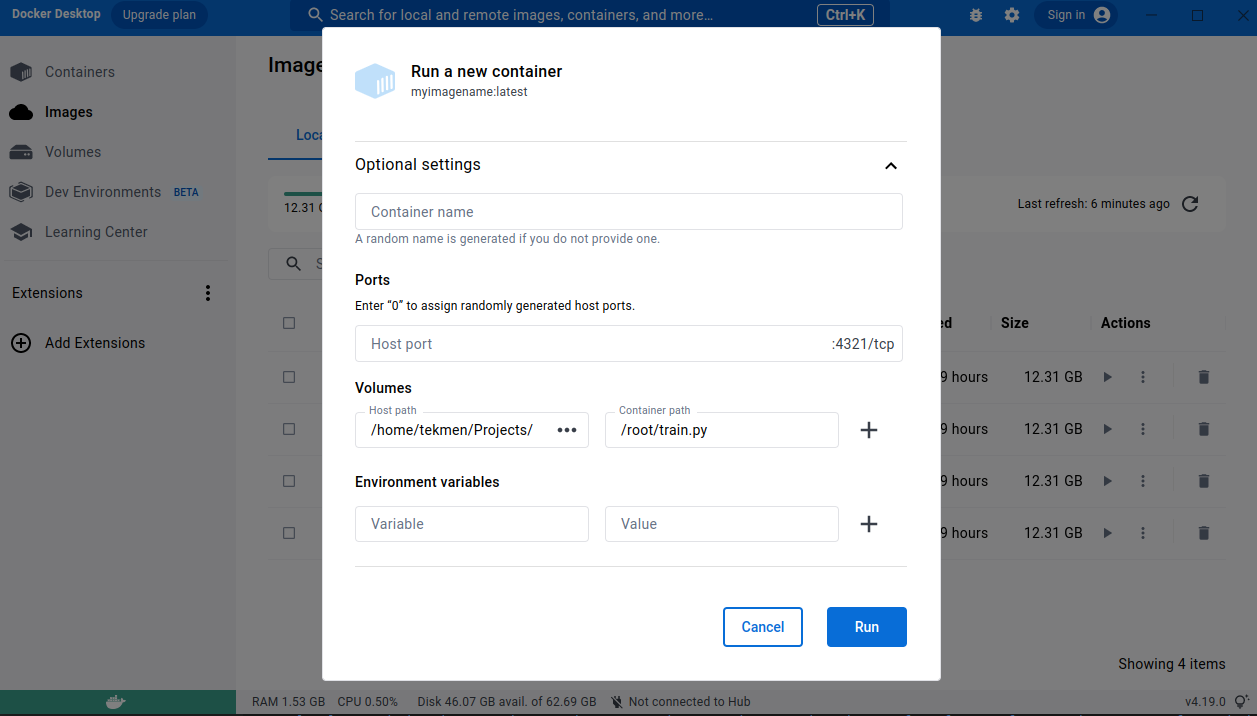 Docker Desktop
Upgrade plan
Search for local and remote images, containers, and more...
Ctrl+K
Sign in
Containers
Images
Volumes
Dev Environments BETA
Learning Center
Extensions
Add Extensions
Image
Loca
12.31 G
S
Last refresh: 6 minutes ago
ed Size Actions
9 hours 12.31 GB
9 hours 12.31 GB
9 hours 12.31 GB
9 hours 12.31 GB
Showing 4 items
Run a new container
myimagename:latest
Optional settings
Container name
A random name is generated if you do not provide one.
Ports
Enter “0” to assign randomly generated host ports.
Host port :4321/tcp
Volumes
Host path Container path
/home/tekmen/Projects/ ••• /root/train.py
Environment variables
Variable Value
Cancel Run
RAM 1.53 GB CPU 0.50% Disk 46.07 GB avail. of 62.69 GB Not connected to Hub v4.19.0